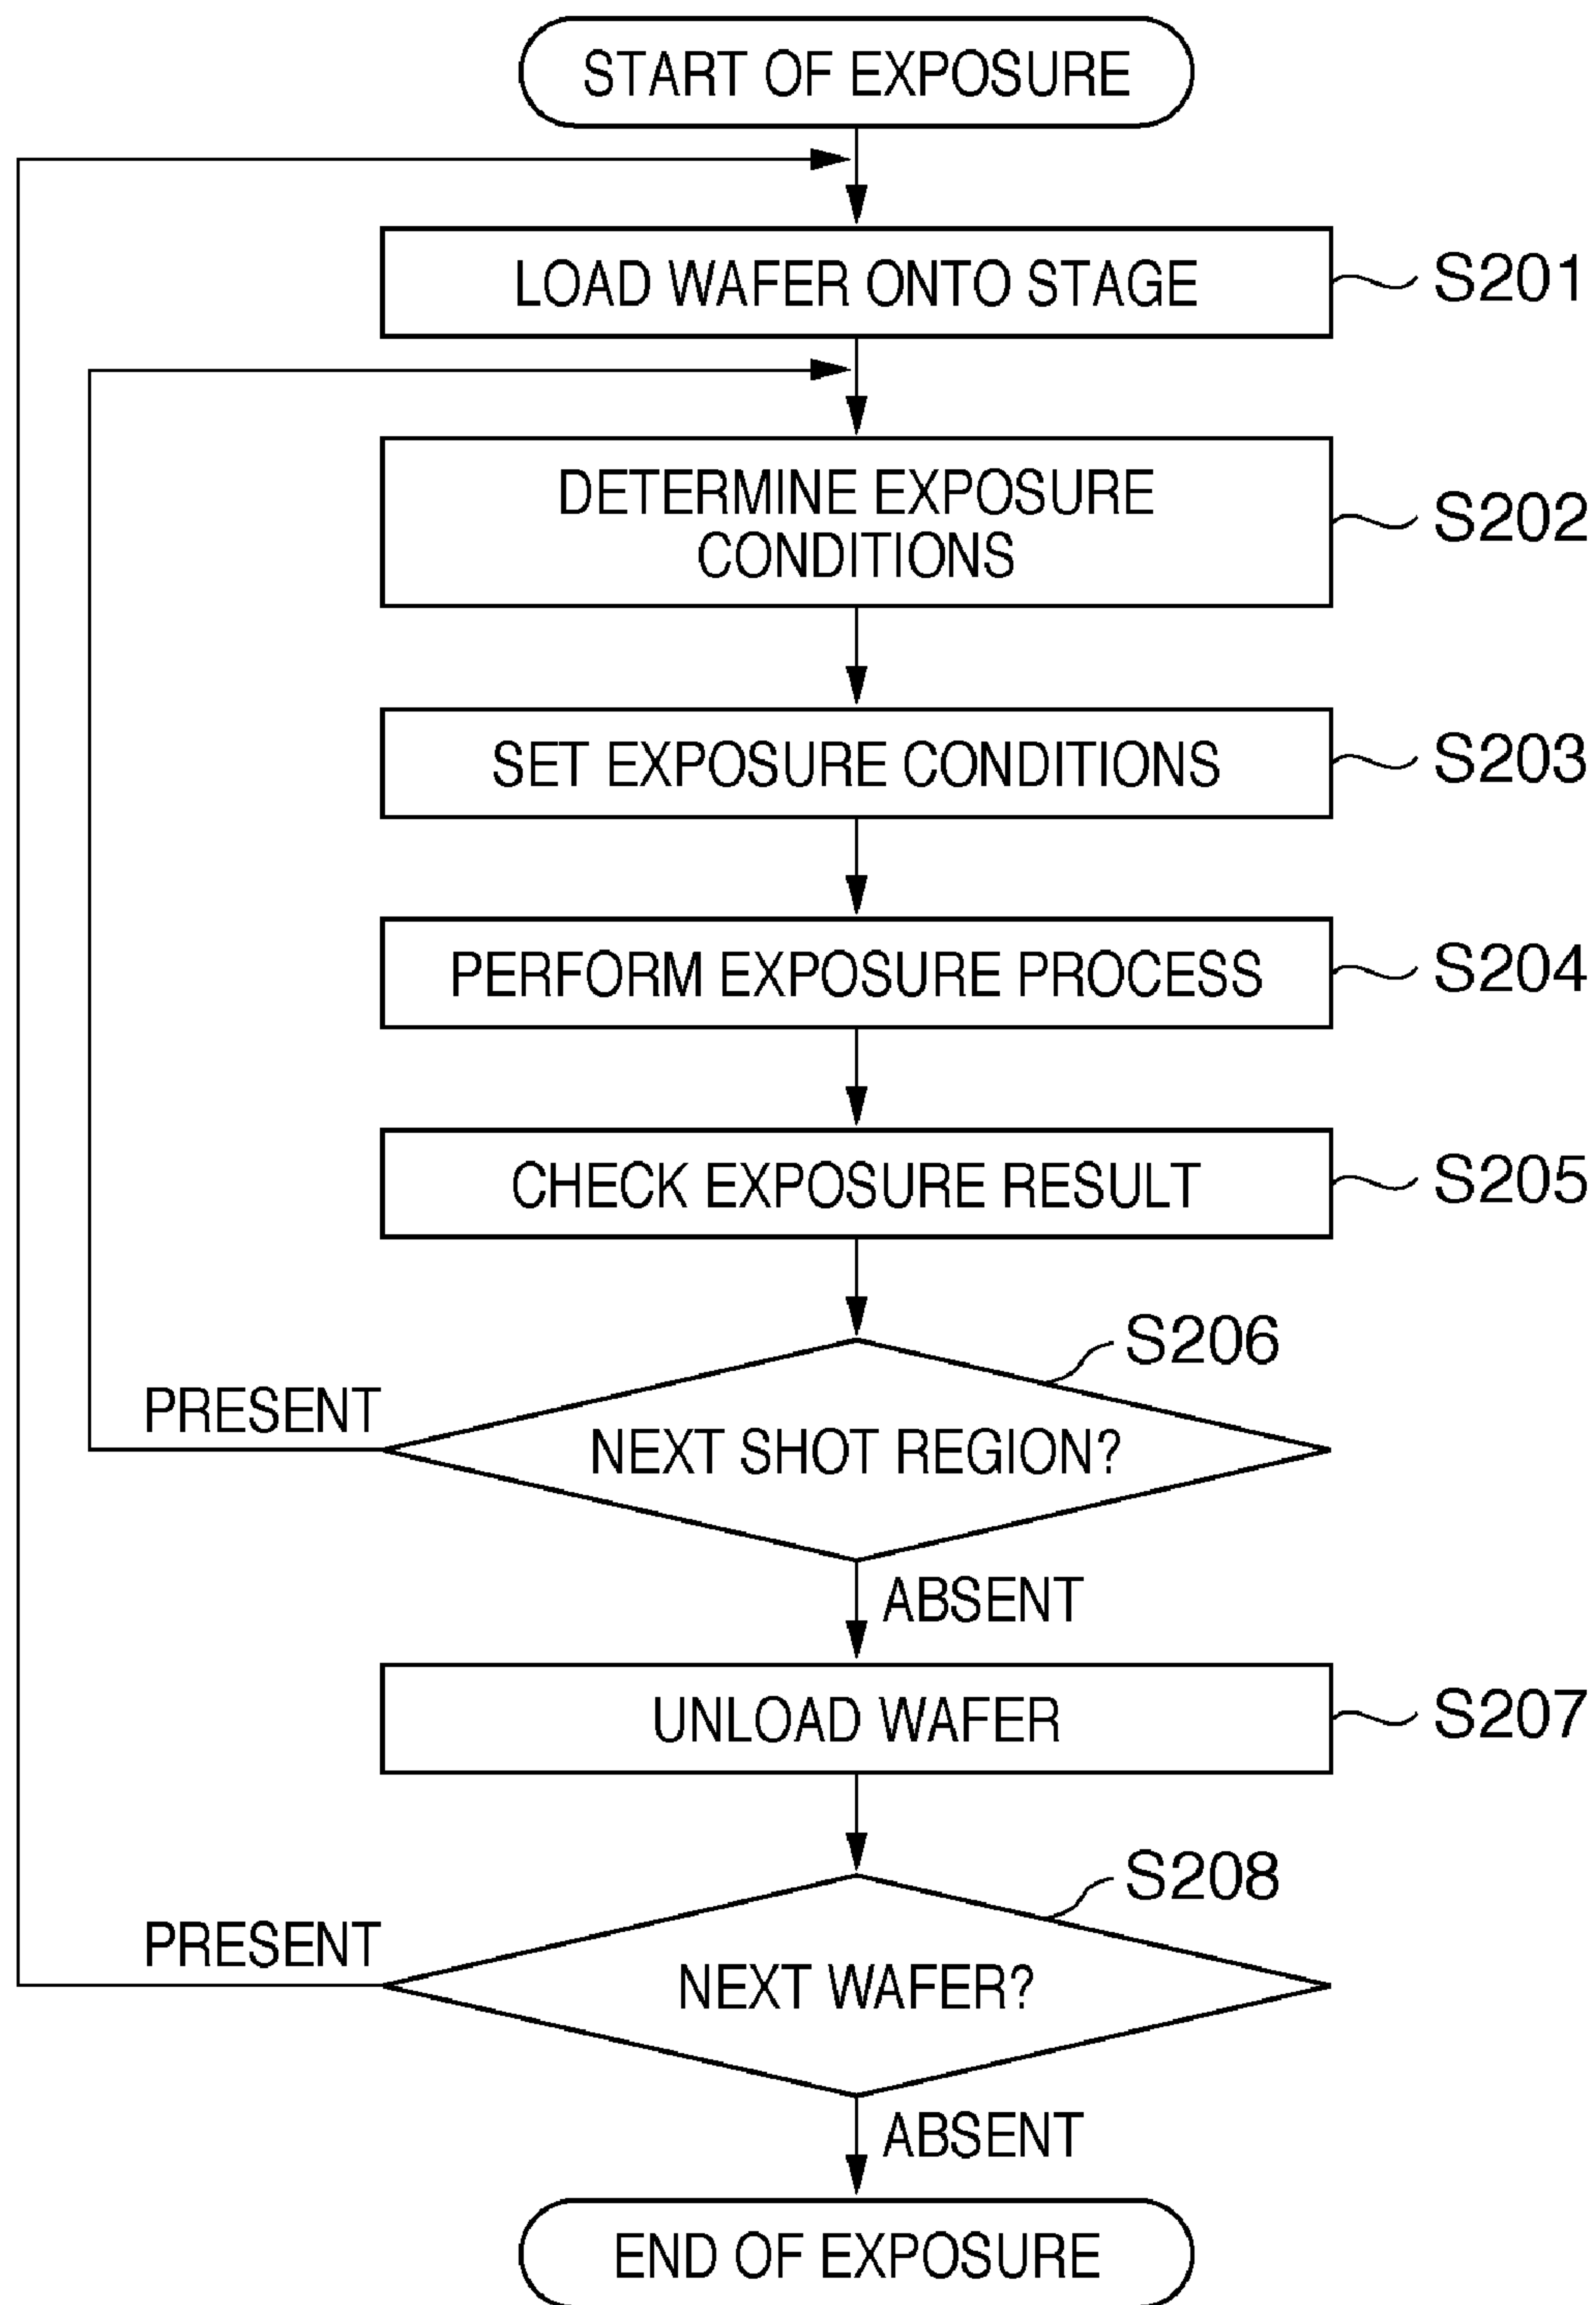 START OF EXPOSURE
LOAD WAFER ONTO STAGE
S201
DETERMINE EXPOSURE
CONDITIONS
S202
SET EXPOSURE CONDITIONS
S203
PERFORM EXPOSURE PROCESS
S204
CHECK EXPOSURE RESULT
S205
S206
PRESENT
NEXT SHOT REGION?
ABSENT
UNLOAD WAFER
S207
S208
PRESENT
NEXT WAFER?
ABSENT
END OF EXPOSURE